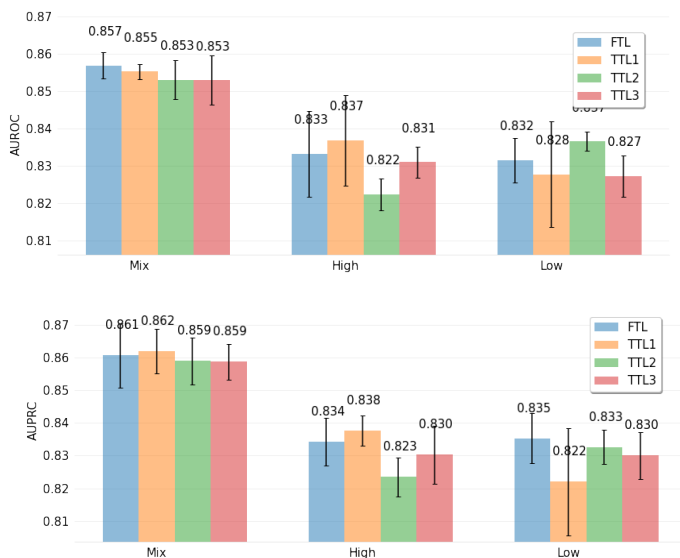 0.87
0.86
0.85
0.84
0.83
0.82
0.81
AUROC
0.857
0.855
0.853
0.853
0.833
0.837
0.822
0.831
0.832
0.828
0.827
FTL
TTL1
TTL2
TTL3
Mix
High
Low
0.87
0.86
0.85
0.84
0.83
0.82
0.81
AUPRC
0.861
0.862
0.859
0.859
0.834
0.838
0.823
0.830
0.835
0.822
0.833
0.830
FTL
TTL1
TTL2
TTL3
Mix
High
Low